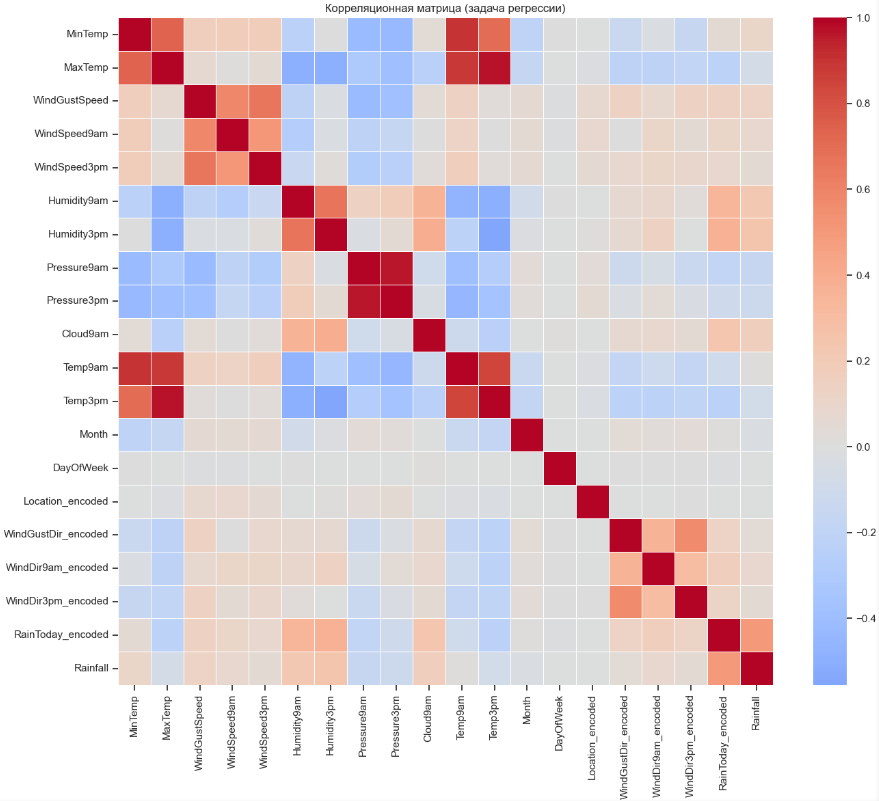 Корреляционная матрица (задача регрессии)
MinTemp
MaxTemp
WindGustSpeed
WindSpeed9am
WindSpeed3pm
Humidity9am
Humidity3pm
Pressure9am
Pressure3pm
Cloud9am
Temp9am
Temp3pm
Month
DayOfWeek
Location_encoded
WindGustDir_encoded
WindDir9am_encoded
WindDir3pm_encoded
RainToday_encoded
Rainfall
MinTemp
MaxTemp
WindGustSpeed
WindSpeed9am
WindSpeed3pm
Humidity9am
Humidity3pm
Pressure9am
Pressure3pm
Cloud9am
Temp9am
Temp3pm
Month
DayOfWeek
Location_encoded
WindGustDir_encoded
WindDir9am_encoded
WindDir3pm_encoded
RainToday_encoded
Rainfall
1.0
0.8
0.6
0.4
0.2
0.0
−0.2
−0.4